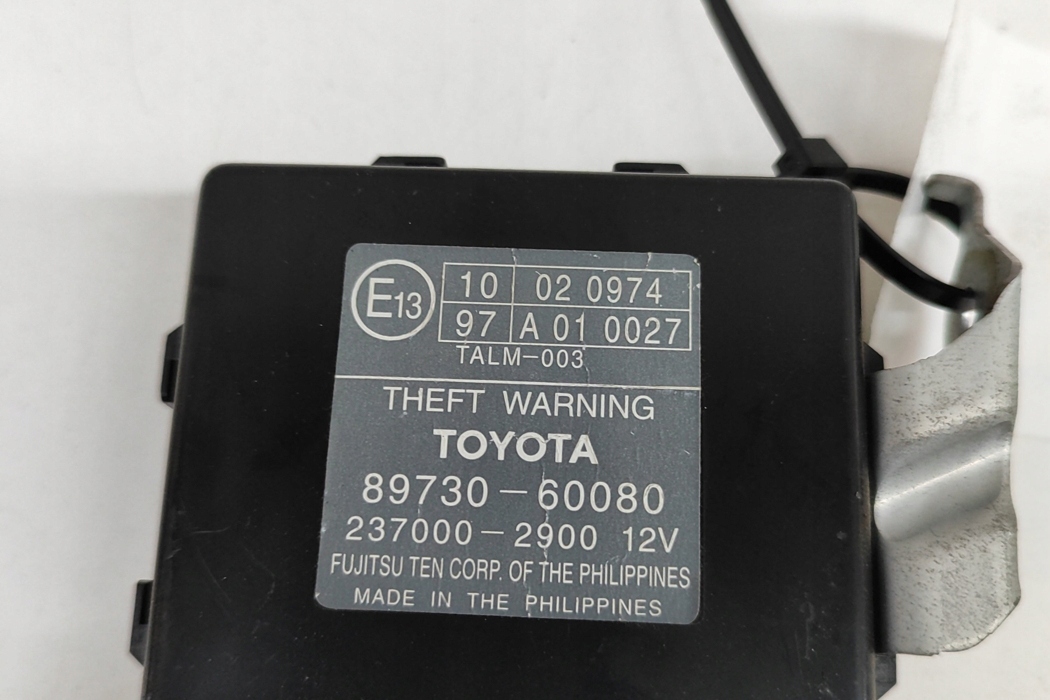 E13
10 02 0974
97 A 01 0027
TALM-003
THEFT WARNING
TOYOTA
89730-60080
237000-2900 12V
FUJITSU TEN CORP. OF THE PHILIPPINES
MADE IN THE PHILIPPINES